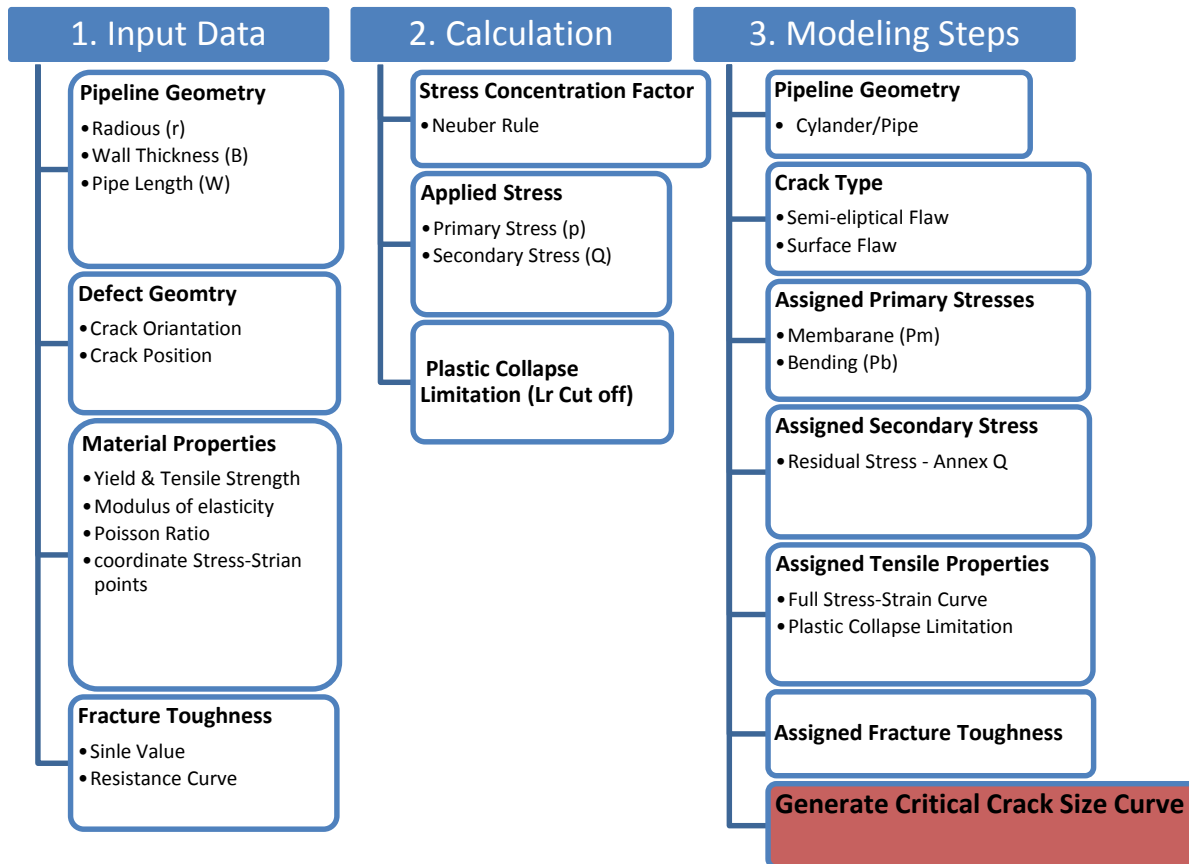 1. Input Data
Pipeline Geometry
•Radious (r)
•Wall Thickness (B)
•Pipe Length (W)
Defect Geomtry
•Crack Oriantation
•Crack Position
Material Properties
•Yield & Tensile Strength
•Modulus of elasticity
•Poisson Ratio
•coordinate Stress-Strian
points
Fracture Toughness
•Sinle Value
•Resistance Curve
2. Calculation
Stress Concentration Factor
•Neuber Rule
Applied Stress
•Primary Stress (p)
•Secondary Stress (Q)
Plastic Collapse
Limitation (Lr Cut off)
3. Modeling Steps
Pipeline Geometry
• Cylander/Pipe
Crack Type
•Semi-eliptical Flaw
•Surface Flaw
Assigned Primary Stresses
•Membarane (Pm)
•Bending (Pb)
Assigned Secondary Stress
•Residual Stress - Annex Q
Assigned Tensile Properties
•Full Stress-Strain Curve
•Plastic Collapse Limitation
Assigned Fracture Toughness
Generate Critical Crack Size Curve